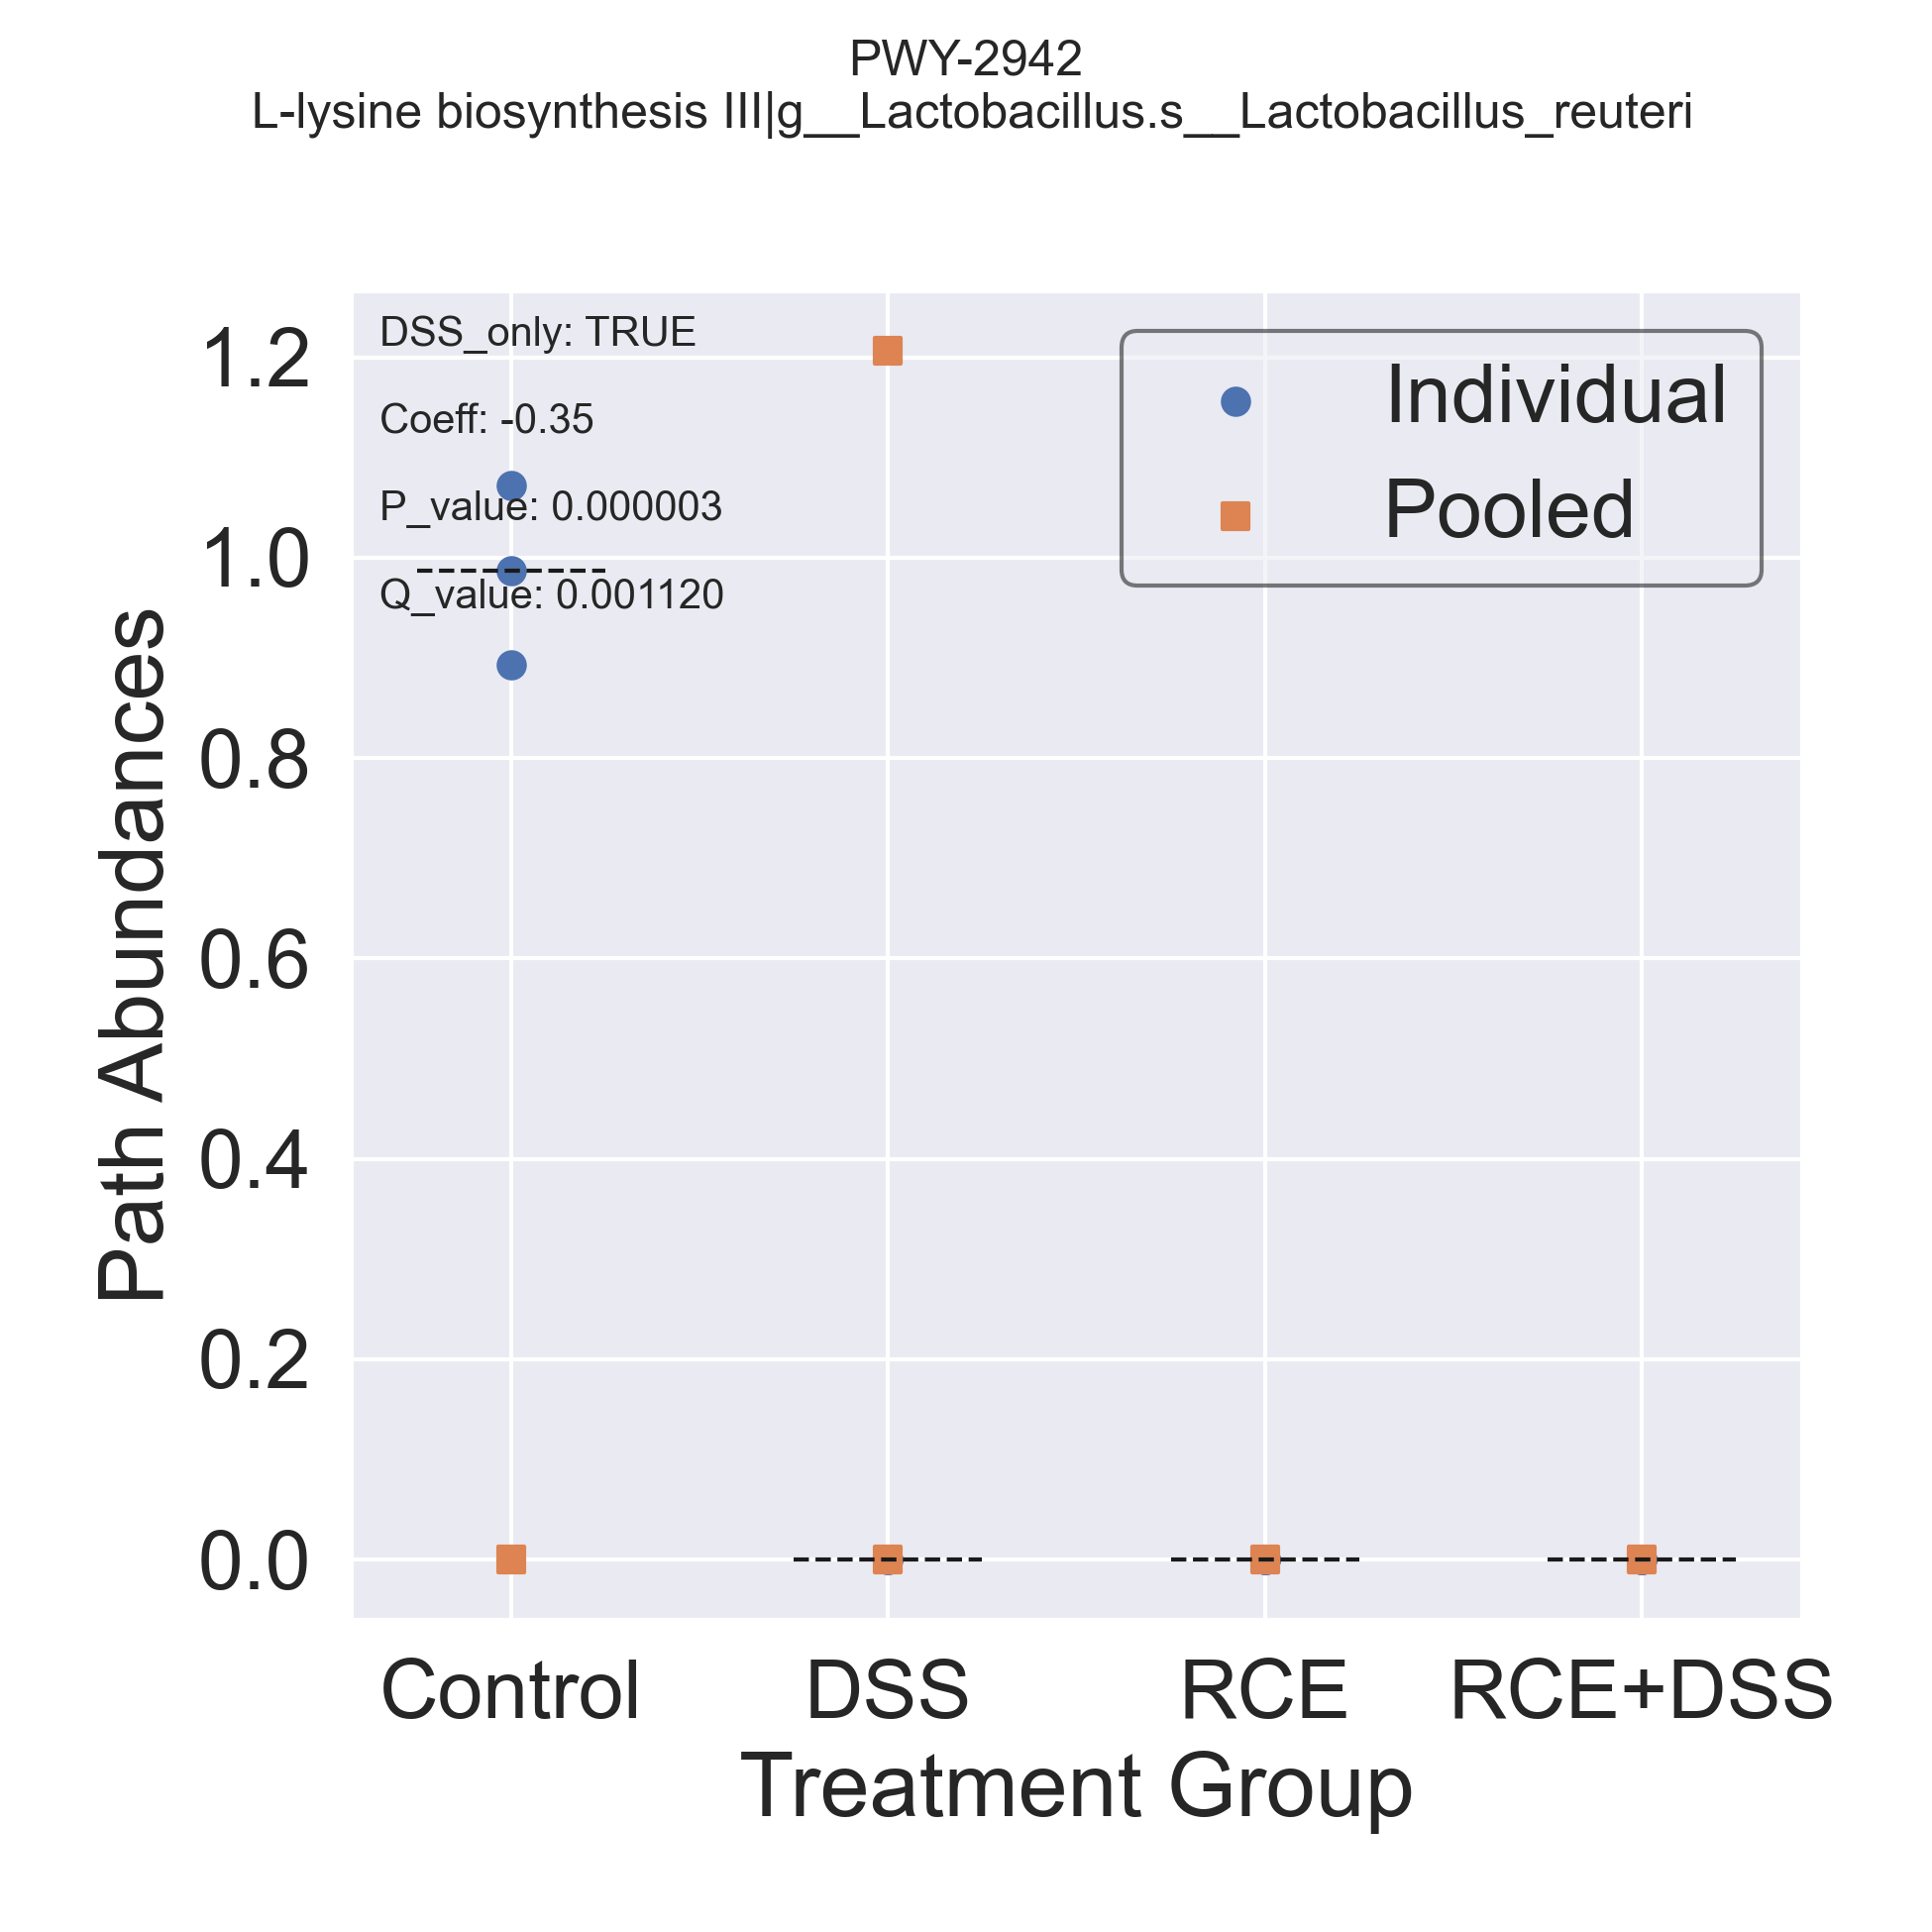 PWY-2942
L-lysine biosynthesis III|g__Lactobacillus.s__Lactobacillus_reuteri
DSS_only: TRUE
Coeff: -0.35
P_value: 0.000003
Q_value: 0.001120
Individual
Pooled
1.2
1.0
0.8
0.6
0.4
0.2
0.0
Path Abundances
Control DSS RCE RCE+DSS
Treatment Group